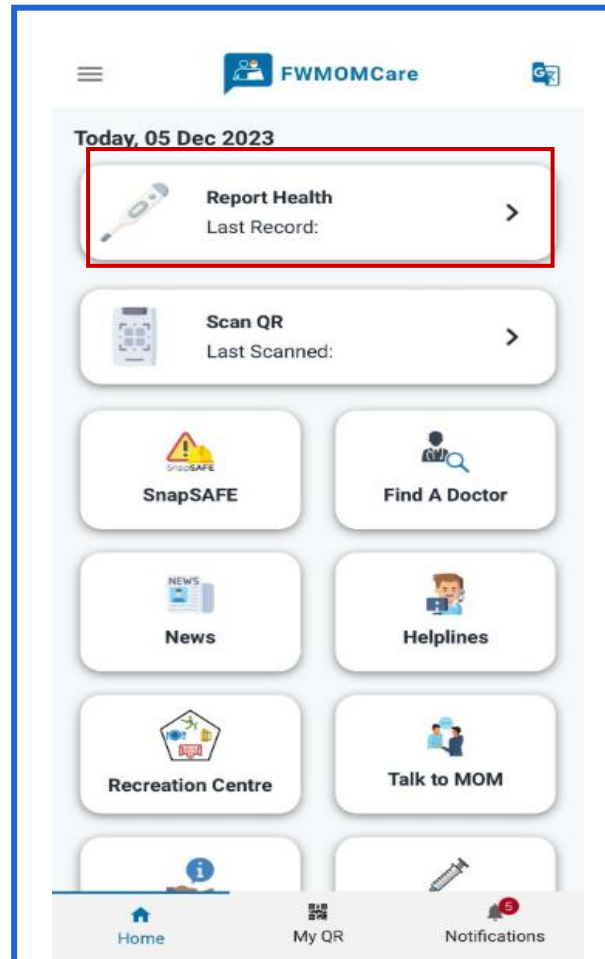 FWMOMCare
Today, 05 Dec 2023
Report Health
Last Record:
Scan QR
Last Scanned:
SnapSAFE
SnapSAFE
Find A Doctor
NEWS
News
Helplines
Recreation Centre
Talk to MOM
Home
My QR
5
Notifications